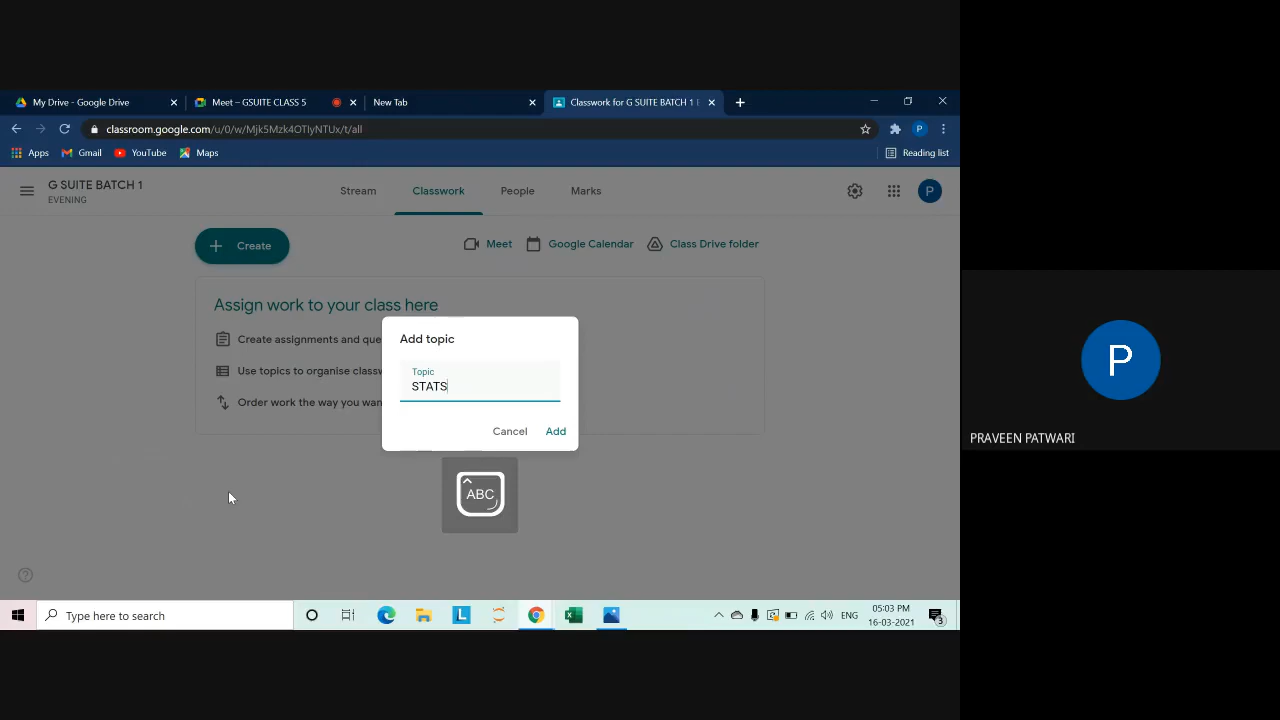 My Drive - Google Drive
Meet – GSUITE CLASS 5
New Tab
Classwork for G SUITE BATCH 1
classroom.google.com/u/0/w/Mjk5Mzk4OTIyNTUx/t/all
P
Apps
Gmail
YouTube
Maps
Reading list
G SUITE BATCH 1
EVENING
Stream
Classwork
People
Marks
P
Create
Meet
Google Calendar
Class Drive folder
Assign work to your class here
Create assignments and que
Use topics to organise classw
Order work the way you wan
Add topic
Topic
STATS
Cancel
Add
ABC
P
PRAVEEN PATWARI
Type here to search
L
ENG
05:03 PM
16-03-2021
3